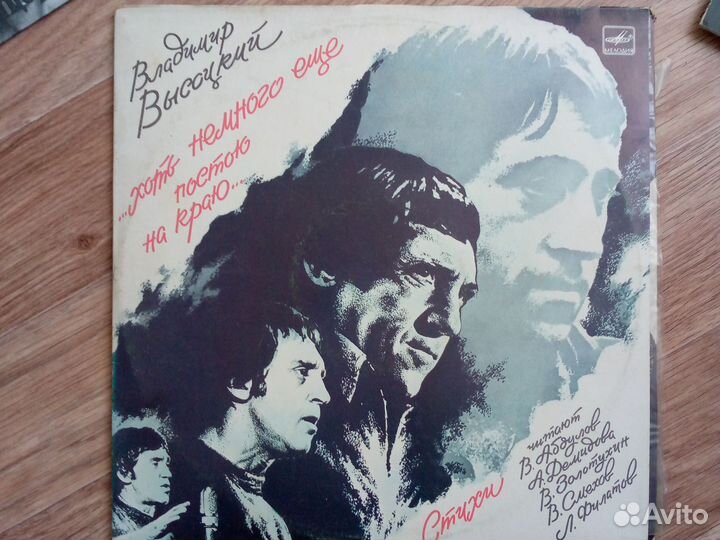 Владимир
Высоцкий
...хоть немного еще
постою
на краю...
МЕЛОДИЯ
Стихи
читают
В. Абдулов
А. Демидова
В. Золотухин
В. Смехов
Л. Филатов
Avito